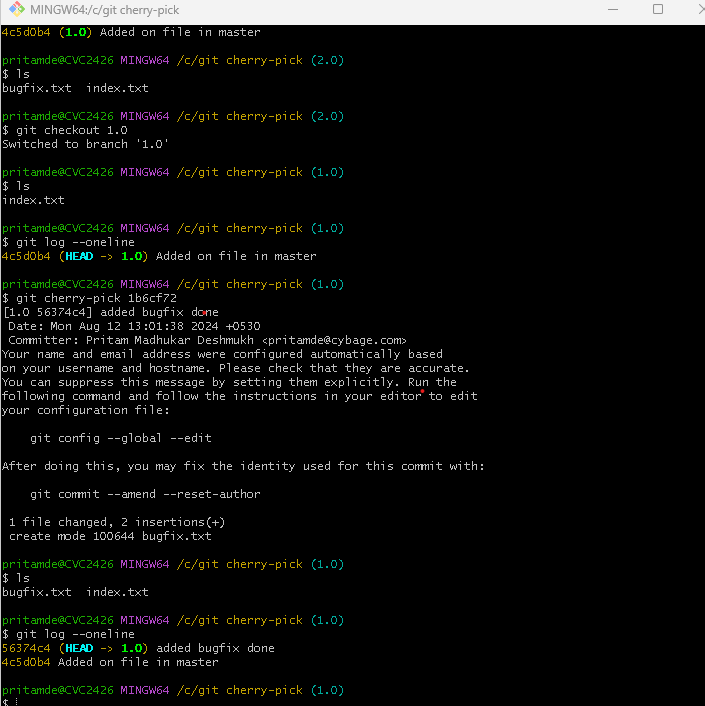 MINGW64:/c/git cherry-pick
4c5d0b4 (1.0) Added on file in master
pritamde@CVC2426 MINGW64 /c/git cherry-pick (2.0)
$ ls
bugfix.txt  index.txt
pritamde@CVC2426 MINGW64 /c/git cherry-pick (2.0)
$ git checkout 1.0
Switched to branch '1.0'
pritamde@CVC2426 MINGW64 /c/git cherry-pick (1.0)
$ ls
index.txt
pritamde@CVC2426 MINGW64 /c/git cherry-pick (1.0)
$ git log --oneline
4c5d0b4 (HEAD -> 1.0) Added on file in master
pritamde@CVC2426 MINGW64 /c/git cherry-pick (1.0)
$ git cherry-pick 1b6cf72
[1.0 56374c4] added bugfix done
 Date: Mon Aug 12 13:01:38 2024 +0530
 Committer: Pritam Madhukar Deshmukh <pritamde@cybage.com>
Your name and email address were configured automatically based
on your username and hostname. Please check that they are accurate.
You can suppress this message by setting them explicitly. Run the
following command and follow the instructions in your editor to edit
your configuration file:
    git config --global --edit
After doing this, you may fix the identity used for this commit with:
    git commit --amend --reset-author
 1 file changed, 2 insertions(+)
 create mode 100644 bugfix.txt
pritamde@CVC2426 MINGW64 /c/git cherry-pick (1.0)
$ ls
bugfix.txt  index.txt
pritamde@CVC2426 MINGW64 /c/git cherry-pick (1.0)
$ git log --oneline
56374c4 (HEAD -> 1.0) added bugfix done
4c5d0b4 Added on file in master
pritamde@CVC2426 MINGW64 /c/git cherry-pick (1.0)
$